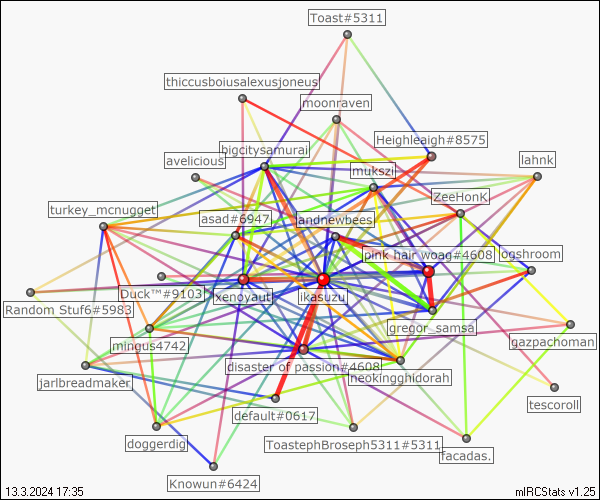 Toast#5311
thiccusboiusalexusjoneus
moonraven
Heighleigh#8575
bigcitysamurai
avelicious
mukszi
lahnk
turkey_mcnugget
asad#6947
andnewbees
ZeeHonK
pink hair woag#4608
ogshroom
Duck™#9103
xenoyaut
ikasuzu
Random Stuf6#5983
gregor_samsa
mingus4742
gazpachoman
disaster of passion#4608
neokingghidorah
jarlbreadmaker
tescoroll
default#0617
doggerdig
ToastephBroseph5311#5311
facadas.
Knowun#6424
13.3.2024 17:35
mIRCStats v1.25